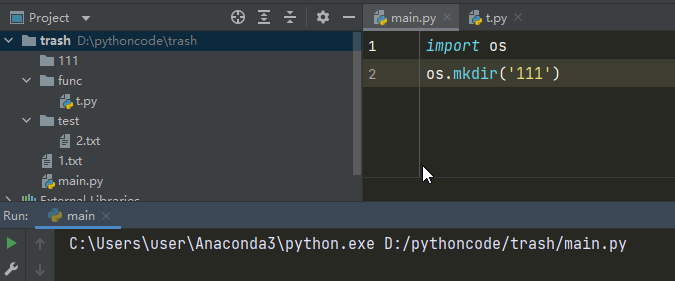 Project
main.py
t.py
trash D:\pythoncode\trash
111
func
t.py
test
2.txt
1.txt
main.py
External Libraries
1 import os
2 os.mkdir('111')
Run: main
C:\Users\user\Anaconda3\python.exe D:/pythoncode/trash/main.py